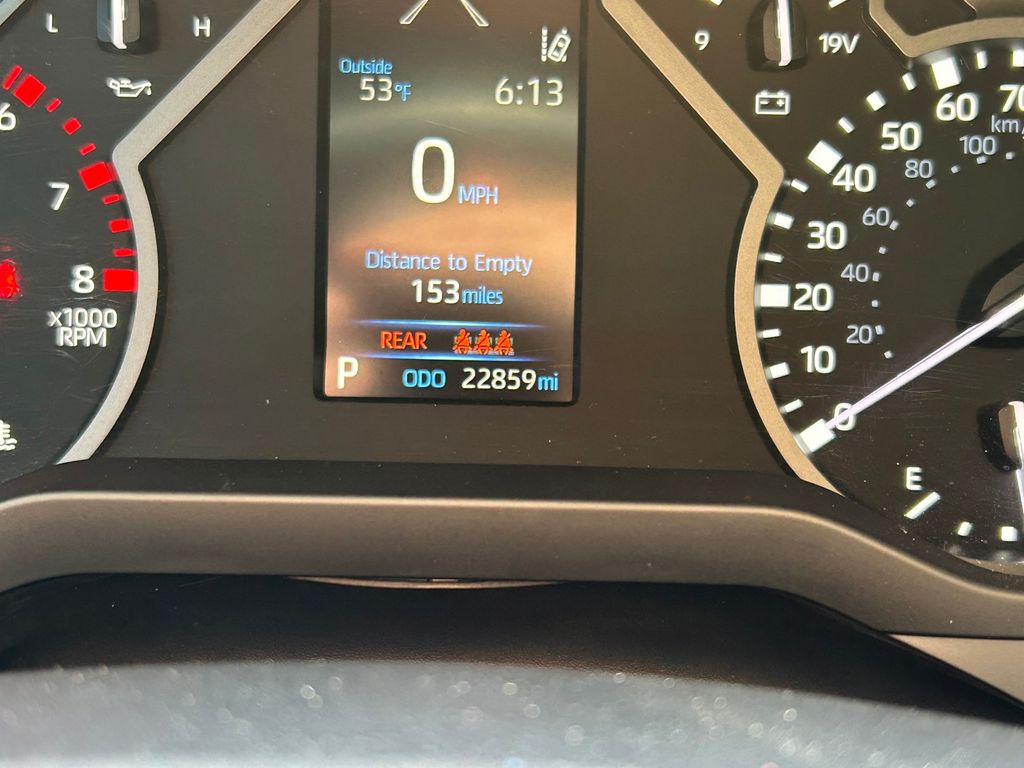 L H
Outside
53°F 6:13
0 MPH
Distance to Empty
153 miles
REAR
P ODO 22859 mi
6
7
8
x1000
RPM
9 19V
70
60
50
40
30
20
10
0
km/
100
80
60
40
20
E